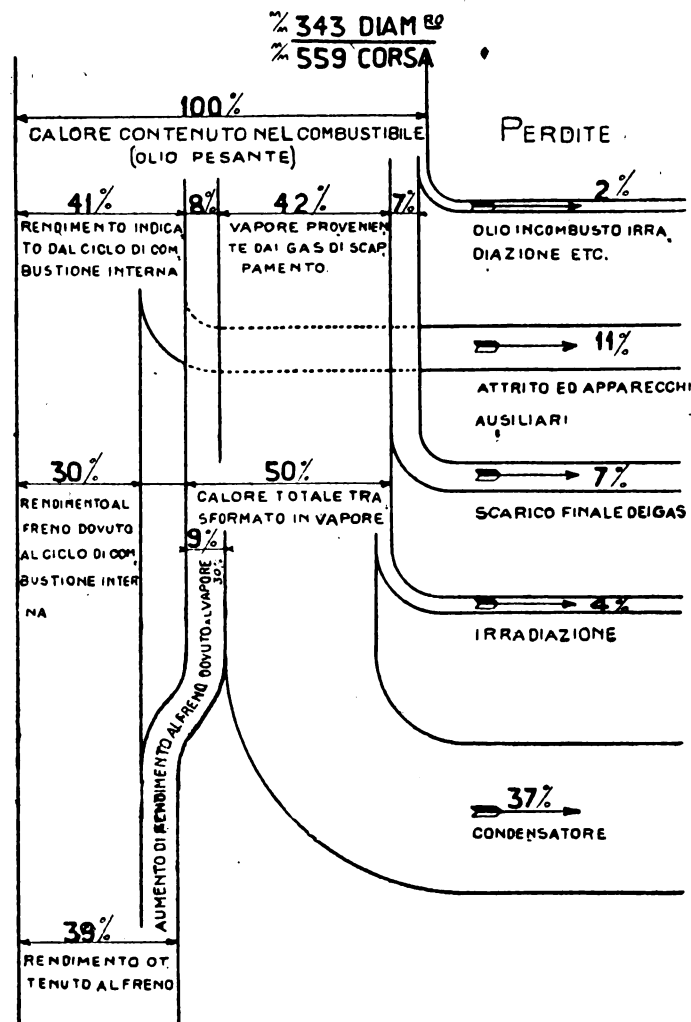 m/m 343 DIAM RO
m/m 559 CORSA
100%
CALORE CONTENUTO NEL COMBUSTIBILE
(OLIO PESANTE)
PERDITE
41%
8%
42%
7%
2%
RENDIMENTO INDICA
TO DAL CICLO DI COM
BUSTIONE INTERNA
VAPORE PROVENIEN
TE DAI GAS DI SCAP
PAMENTO.
OLIO INCOMBUSTO IRRA
DIAZIONE ETC.
11%
ATTRITO ED APPARECCHI
AUSILIARI
30%
50%
7%
RENDIMENTO AL
FRENO DOVUTO
AL CICLO DI COM
BUSTIONE INTER
NA
CALORE TOTALE TRA
SFORMATO IN VAPORE
SCARICO FINALE DEI GAS
9%
30%
AUMENTO DI RENDIMENTO AL FRENO DOVUTO AL VAPORE
4%
IRRADIAZIONE
37%
CONDENSATORE
39%
RENDIMENTO OT
TENUTO AL FRENO